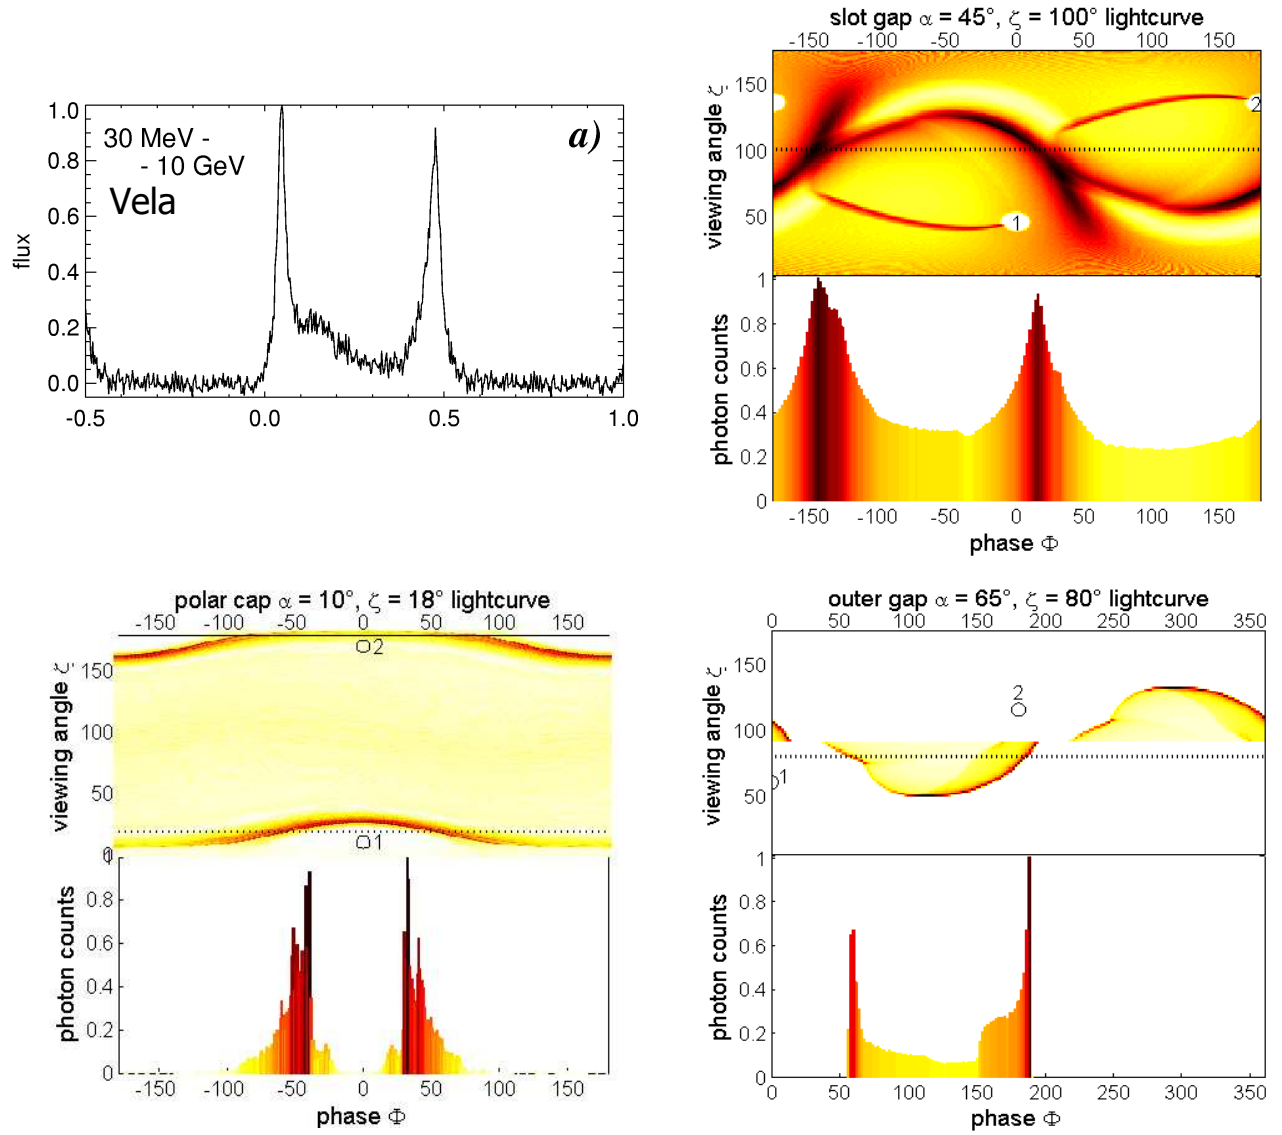 1.0
30 MeV -
- 10 GeV
a)
Vela
0.8
0.6
0.4
0.2
0.0
flux
-0.5 0.0 0.5 1.0
slot gap α = 45°, ζ = 100° lightcurve
-150 -100 -50 0 50 100 150
viewing angle ζ
150
100
50
2
1
photon counts
1
0.8
0.6
0.4
0.2
0
-150 -100 -50 0 50 100 150
phase Φ
polar cap α = 10°, ζ = 18° lightcurve
-150 -100 -50 0 50 100 150
viewing angle ζ
150
100
50
0
2
1
photon counts
1
0.8
0.6
0.4
0.2
0
-150 -100 -50 0 50 100 150
phase Φ
outer gap α = 65°, ζ = 80° lightcurve
0 50 100 150 200 250 300 350
viewing angle ζ
150
100
50
2
1
photon counts
1
0.8
0.6
0.4
0.2
0
0 50 100 150 200 250 300 350
phase Φ